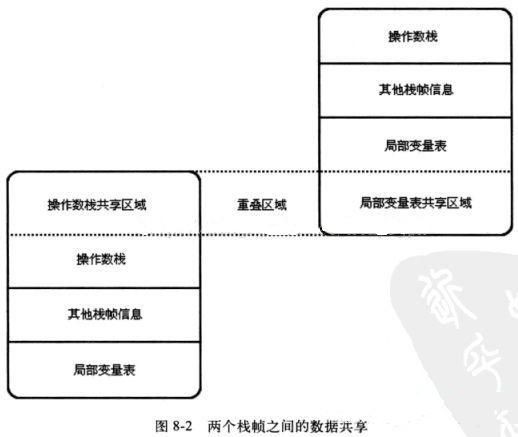 操作数栈
其他栈帧信息
局部变量表
操作数栈共享区域
重叠区域
局部变量表共享区域
操作数栈
其他栈帧信息
局部变量表
图 8-2 两个栈帧之间的数据共享